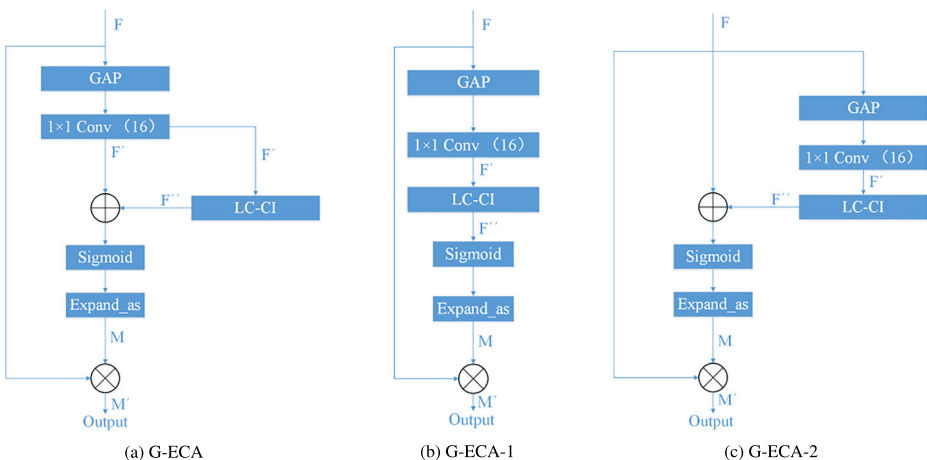 F
GAP
1×1 Conv （16）
F´
F´
F´´
LC-CI
Sigmoid
Expand_as
M
M´
Output
(a) G-ECA
F
GAP
1×1 Conv （16）
F´
LC-CI
F´´
Sigmoid
Expand_as
M
M´
Output
(b) G-ECA-1
F
GAP
1×1 Conv （16）
F´
F´´
LC-CI
Sigmoid
Expand_as
M
M´
Output
(c) G-ECA-2